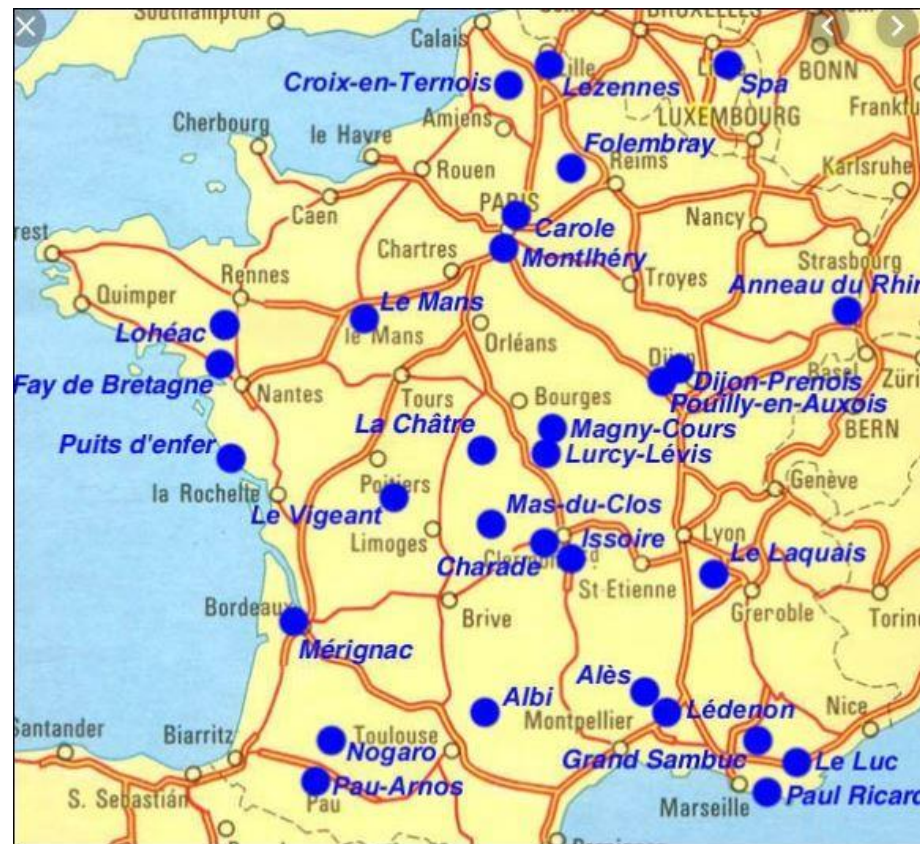 Southampton
Calais
BRUXELLES
Lille
BONN
Croix-en-Ternois
Lezennes
Spa
Frankfu
Amiens
LUXEMBOURG
Cherbourg
le Havre
Folembray
Rouen
Reims
Karlsruhe
Caen
PARIS
Nancy
Carole
rest
Chartres
Montlhéry
Strasbourg
Rennes
Troyes
Quimper
Anneau du Rhin
Le Mans
Lohéac
le Mans
Orléans
Dijon
Basel
Züri
Fay de Bretagne
Nantes
Tours
Bourges
Dijon-Prenois
Pouilly-en-Auxois
La Châtre
Magny-Cours
BERN
Puits d'enfer
Lurcy-Lévis
Poitiers
Genève
la Rochelle
Le Vigeant
Mas-du-Clos
Limoges
Issoire
Lyon
Charade
Le Laquais
St Etienne
Greroble
Bordeaux
Brive
Torino
Mérignac
Alès
Albi
Montpellier
Lédenon
Nice
Santander
Biarritz
Toulouse
Nogaro
Grand Sambuc
Le Luc
S. Sebastián
Pau-Arnos
Pau
Marseille
Paul Ricard